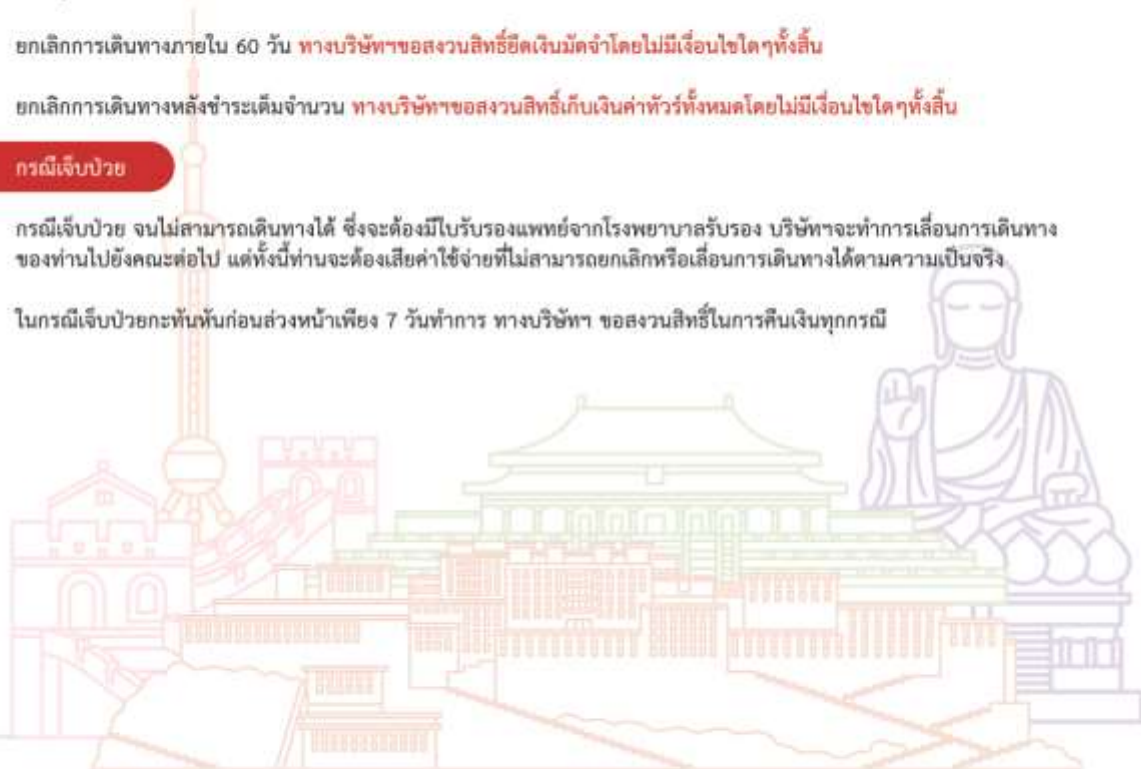 ยกเลิกการเดินทางภายใน 60 วัน ทางบริษัทฯขอสงวนสิทธิ์ยึดเงินมัดจำโดยไม่มีเงื่อนไขใดๆทั้งสิ้น
ยกเลิกการเดินทางหลังชำระเต็มจำนวน ทางบริษัทฯขอสงวนสิทธิ์เก็บเงินค่าทัวร์ทั้งหมดโดยไม่มีเงื่อนไขใดๆทั้งสิ้น
กรณีเจ็บป่วย
กรณีเจ็บป่วย จนไม่สามารถเดินทางได้ ซึ่งจะต้องมีใบรับรองแพทย์จากโรงพยาบาลรับรอง บริษัทฯจะทำการเลื่อนการเดินทาง
ของท่านไปยังคณะต่อไป แต่ทั้งนี้ท่านจะต้องเสียค่าใช้จ่ายที่ไม่สามารถยกเลิกหรือเลื่อนการเดินทางได้ตามความเป็นจริง
ในกรณีเจ็บป่วยกะทันหันก่อนล่วงหน้าเพียง 7 วันทำการ ทางบริษัทฯ ขอสงวนสิทธิ์ในการคืนเงินทุกกรณี